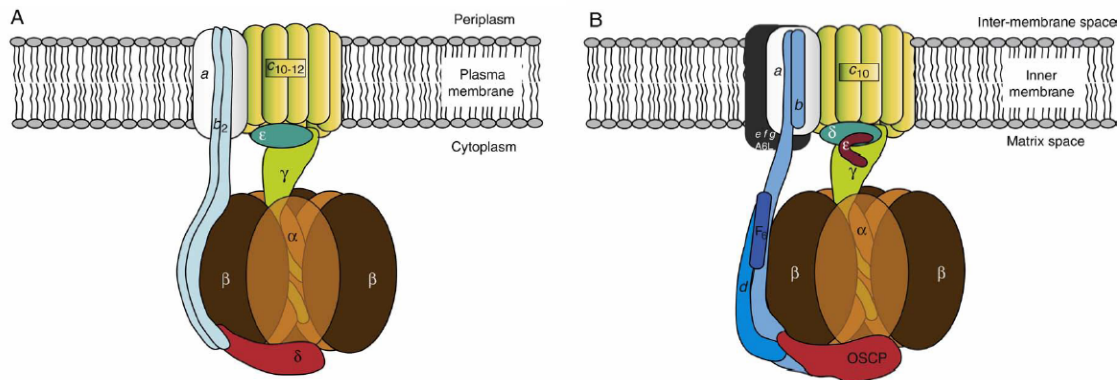 A
Periplasm
a
c10-12
Plasma
membrane
b2
ε
Cytoplasm
γ
α
β
β
δ
B
Inter-membrane space
a
b
c10
Inner
membrane
e f g
A6L
δ
ε
Matrix space
γ
F6
α
β
β
d
OSCP